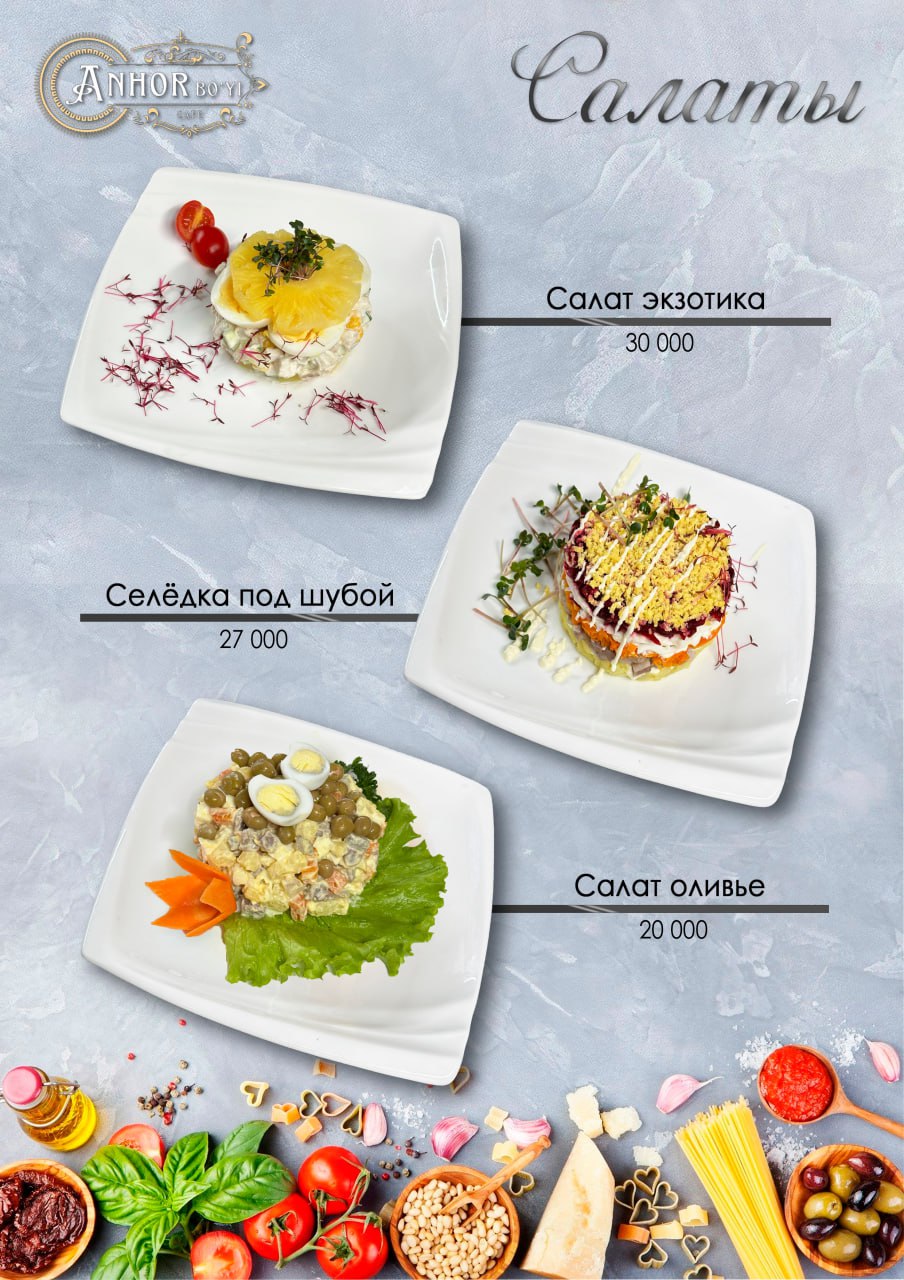 ANHOR BO'YI
CAFE
Салаты
Салат экзотика
30 000
Селёдка под шубой
27 000
Салат оливье
20 000